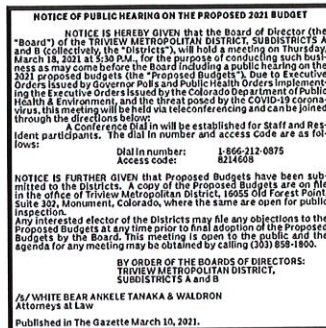 NOTICE OF PUBLIC HEARING ON THE PROPOSED 2021 BUDGET
NOTICE IS HEREBY GIVEN that the Board of Director (the
"Board") of the TRIVIEW METROPOLITAN DISTRICT, SUBDISTRICTS A
and B (collectively, the "Districts"), will hold a meeting on Thursday,
March 18, 2021 at 5:30 P.M., for the purpose of conducting such busi-
ness as may come before the Board including a public hearing on the
2021 proposed budgets (the "Proposed Budgets"). Due to Executive
Orders issued by Governor Polis and Public Health Orders implement-
ing the Executive Orders issued by the Colorado Department of Public
Health & Environment, and the threat posed by the COVID-19 corona-
virus, this meeting will be held via teleconferencing and can be joined
through the directions below:
A Conference Dial in will be established for Staff and Res-
ident participants. The dial in number and access Code are as fol-
lows:
Dial In number: 1-866-212-0875
Access code: 8214608
NOTICE IS FURTHER GIVEN that Proposed Budgets have been sub-
mitted to the Districts. A copy of the Proposed Budgets are on file
in the office of Triview Metropolitan District, 16055 Old Forest Point,
Suite 302, Monument, Colorado, where the same are open for public
inspection.
Any interested elector of the Districts may file any objections to the
Proposed Budgets at any time prior to final adoption of the Proposed
Budgets by the Board. This meeting is open to the public and the
agenda for any meeting may be obtained by calling (303) 858-1800.
BY ORDER OF THE BOARDS OF DIRECTORS:
TRIVIEW METROPOLITAN DISTRICT,
SUBDISTRICTS A and B
/s/ WHITE BEAR ANKELE TANAKA & WALDRON
Attorneys at Law
Published in The Gazette March 10, 2021.